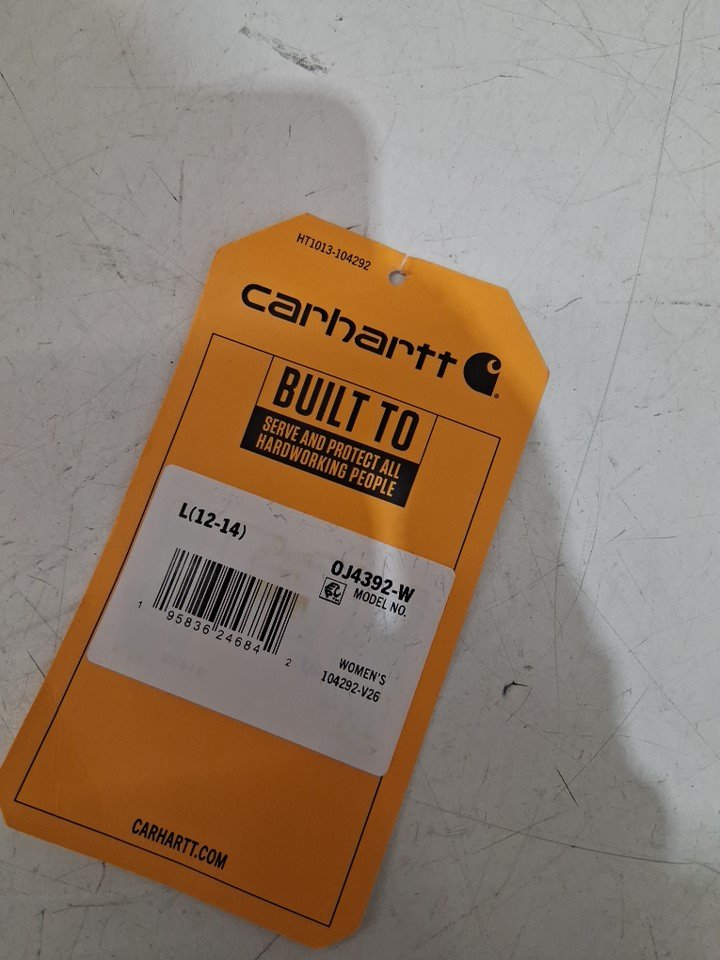 HT1013-104292
carhartt
BUILT TO
SERVE AND PROTECT ALL
HARDWORKING PEOPLE
L(12-14)
0J4392-W
MODEL NO.
1 95836 24684 2
WOMEN'S
104292-V26
CARHARTT.COM